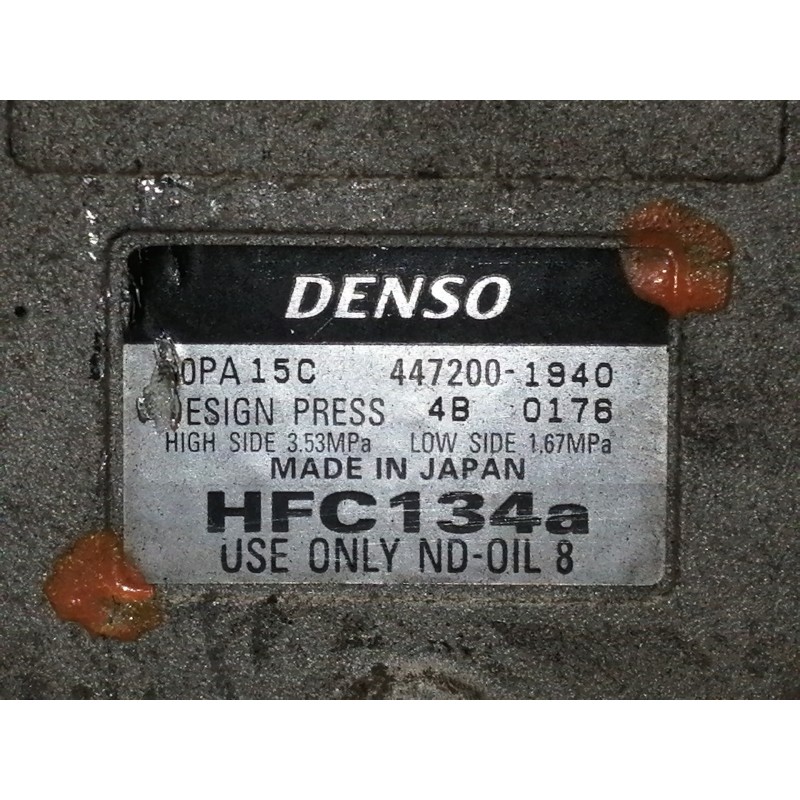 DENSO
0PA15C 447200-1940
DESIGN PRESS 4B 0176
HIGH SIDE 3.53MPa LOW SIDE 1.67MPa
MADE IN JAPAN
HFC134a
USE ONLY ND-OIL 8